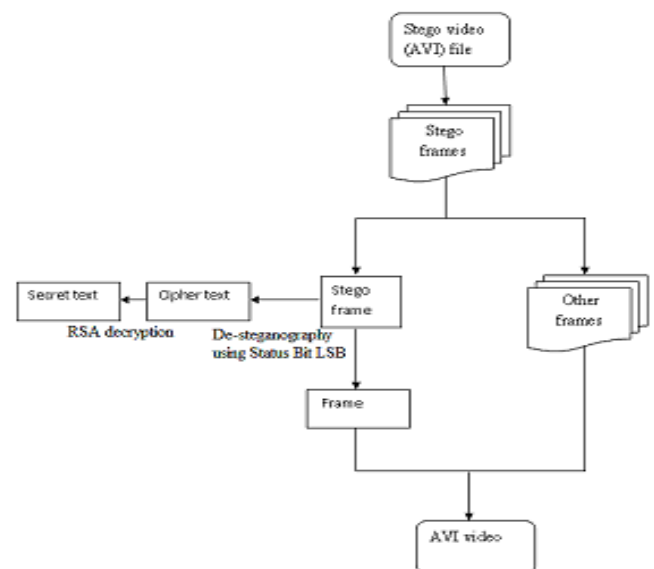 Stego video
(AVI) file
Stego
frames
Secret text
Cipher text
Stego
frame
Other
frames
RSA decryption
De-steganography
using Status Bit LSB
Frame
AVI video